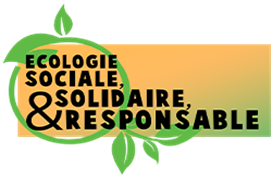 ECOLOGIE
SOCIALE,
SOLIDAIRE,
&RESPONSABLE